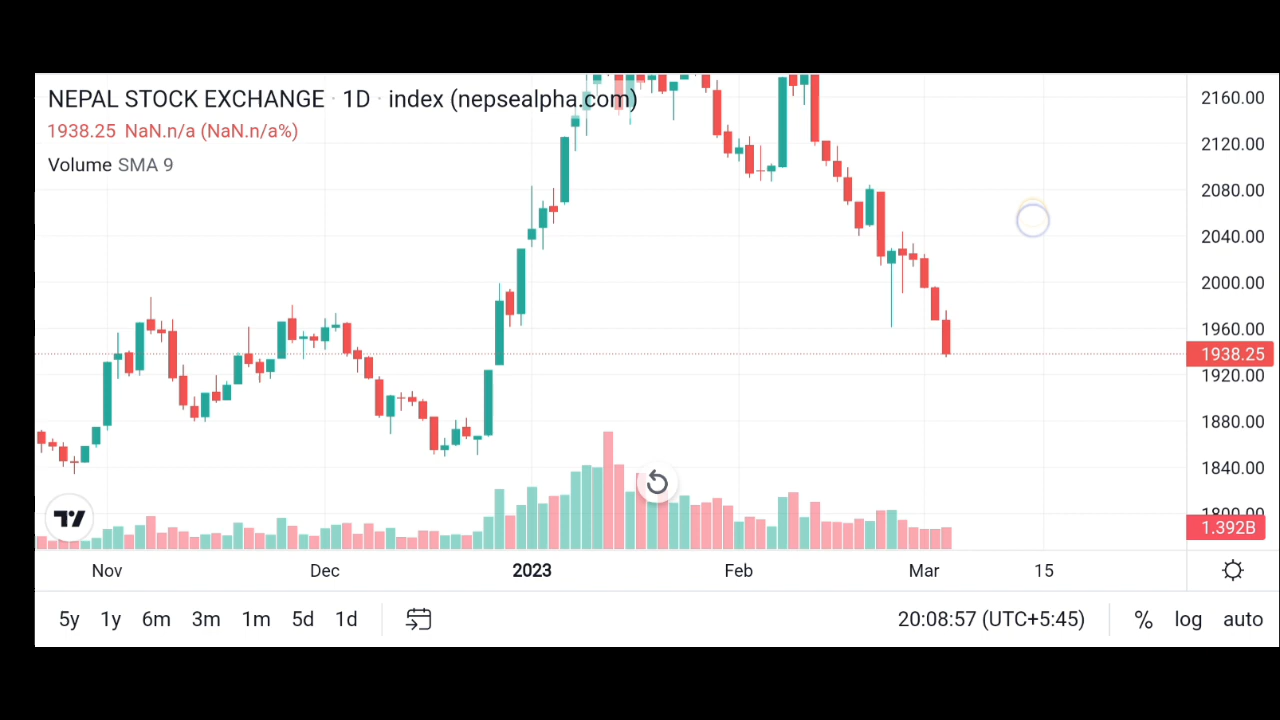 NEPAL STOCK EXCHANGE · 1D · index (nepsealpha.com)
1938.25 NaN.n/a (NaN.n/a%)
Volume SMA 9
2160.00
2120.00
2080.00
2040.00
2000.00
1960.00
1938.25
1920.00
1880.00
1840.00
1800.00
1.392B
Nov Dec 2023 Feb Mar 15
5y 1y 6m 3m 1m 5d 1d 20:08:57 (UTC+5:45) % log auto